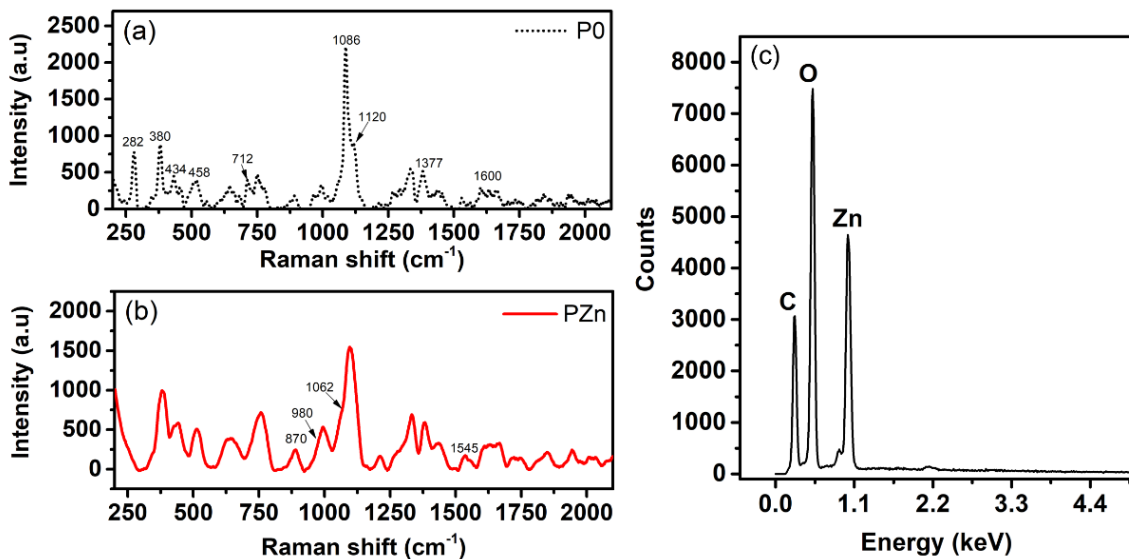 (a)
P0
2500
2000
1500
1000
500
0
Intensity (a.u)
282
380
434
458
712
1086
1120
1377
1600
250 500 750 1000 1250 1500 1750 2000
Raman shift (cm-1)
(b)
PZn
2000
1500
1000
500
0
Intensity (a.u)
870
980
1062
1545
250 500 750 1000 1250 1500 1750 2000
Raman shift (cm-1)
(c)
8000
7000
6000
5000
4000
3000
2000
1000
0
Counts
C
O
Zn
0.0 1.1 2.2 3.3 4.4
Energy (keV)